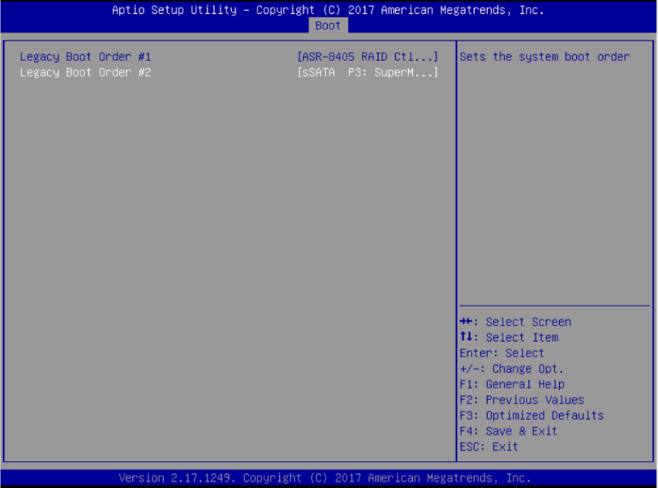 Aptio Setup Utility – Copyright (C) 2017 American Megatrends, Inc.
Boot
Legacy Boot Order #1 [ASR-8405 RAID Ctl...]
Legacy Boot Order #2 [sSATA P3: SuperM...]
Sets the system boot order
→←: Select Screen
↑↓: Select Item
Enter: Select
+/-: Change Opt.
F1: General Help
F2: Previous Values
F3: Optimized Defaults
F4: Save & Exit
ESC: Exit
Version 2.17.1249. Copyright (C) 2017 American Megatrends, Inc.